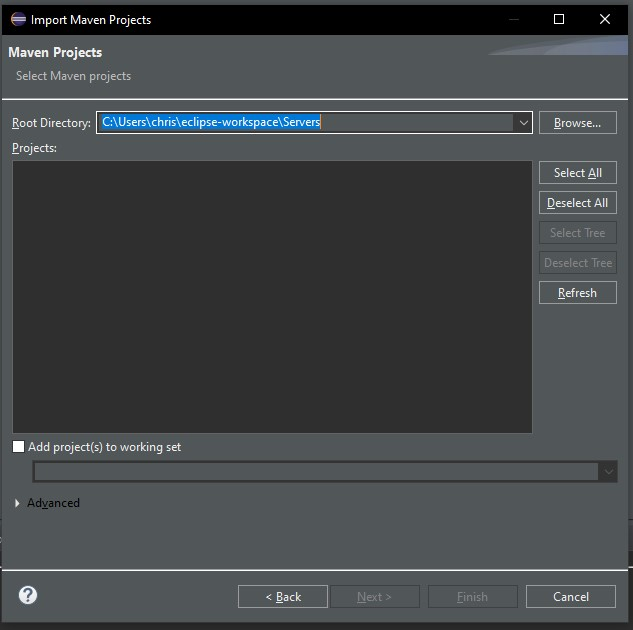 Import Maven Projects
Maven Projects
Select Maven projects
Root Directory: C:\Users\chris\eclipse-workspace\Servers Browse...
Projects:
Select All
Deselect All
Select Tree
Deselect Tree
Refresh
Add project(s) to working set
Advanced
? < Back Next > Finish Cancel